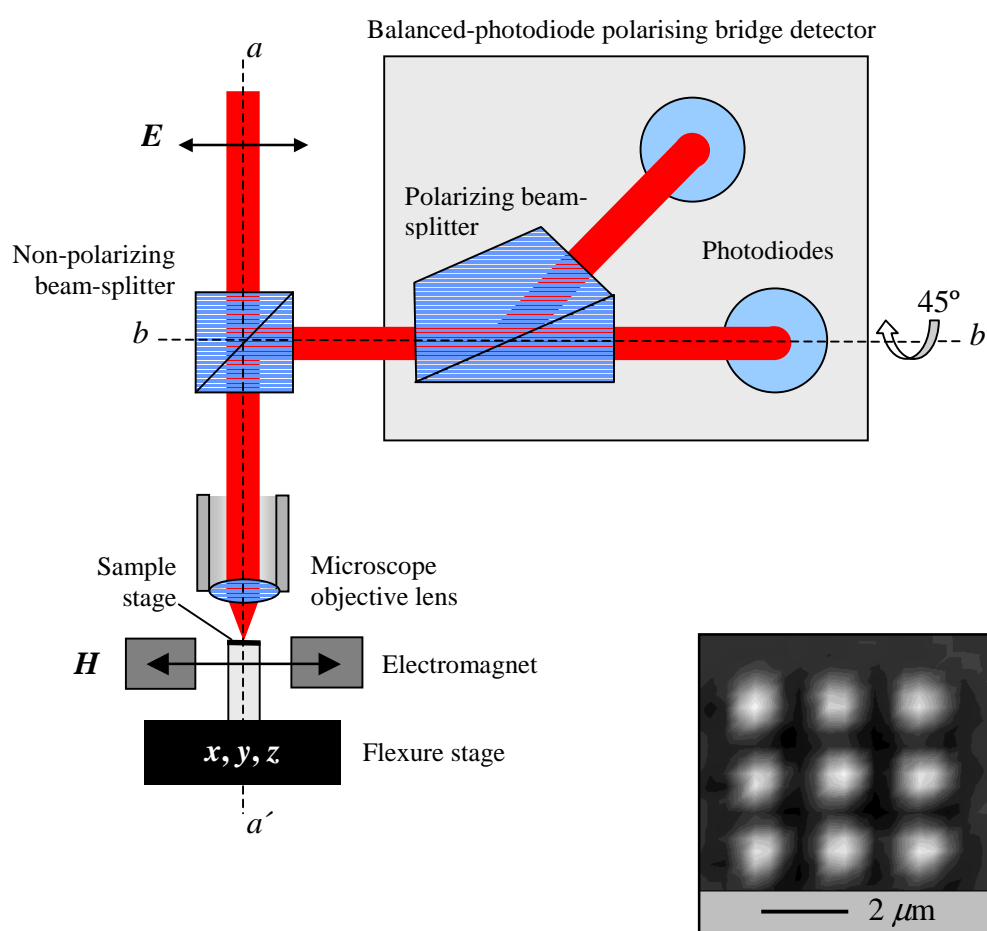 Balanced-photodiode polarising bridge detector
a
E
Polarizing beam-
splitter
Non-polarizing
beam-splitter
Photodiodes
45º
b
b
Sample
stage
Microscope
objective lens
H
Electromagnet
x, y, z
Flexure stage
a´
2 μm